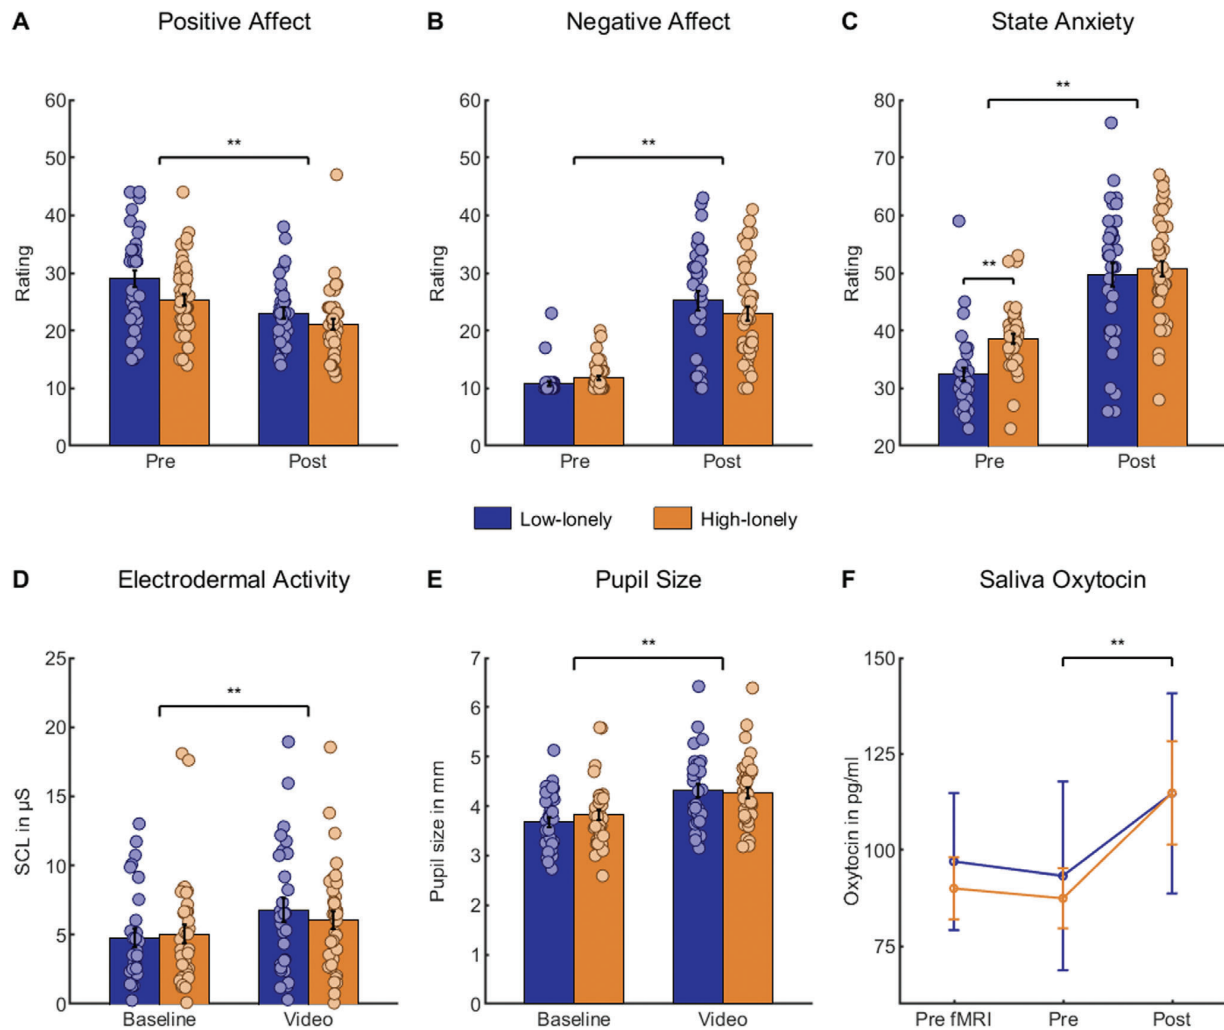 A Positive Affect
B Negative Affect
C State Anxiety
60
50
40
30
20
10
0
Rating
**
Pre Post
60
50
40
30
20
10
0
Rating
**
Pre Post
80
70
60
50
40
30
20
Rating
**
**
Pre Post
Low-lonely High-lonely
D Electrodermal Activity
E Pupil Size
F Saliva Oxytocin
25
20
15
10
5
0
SCL in µS
**
Baseline Video
7
6
5
4
3
2
1
0
Pupil size in mm
**
Baseline Video
150
125
100
75
Oxytocin in pg/ml
**
Pre fMRI Pre Post